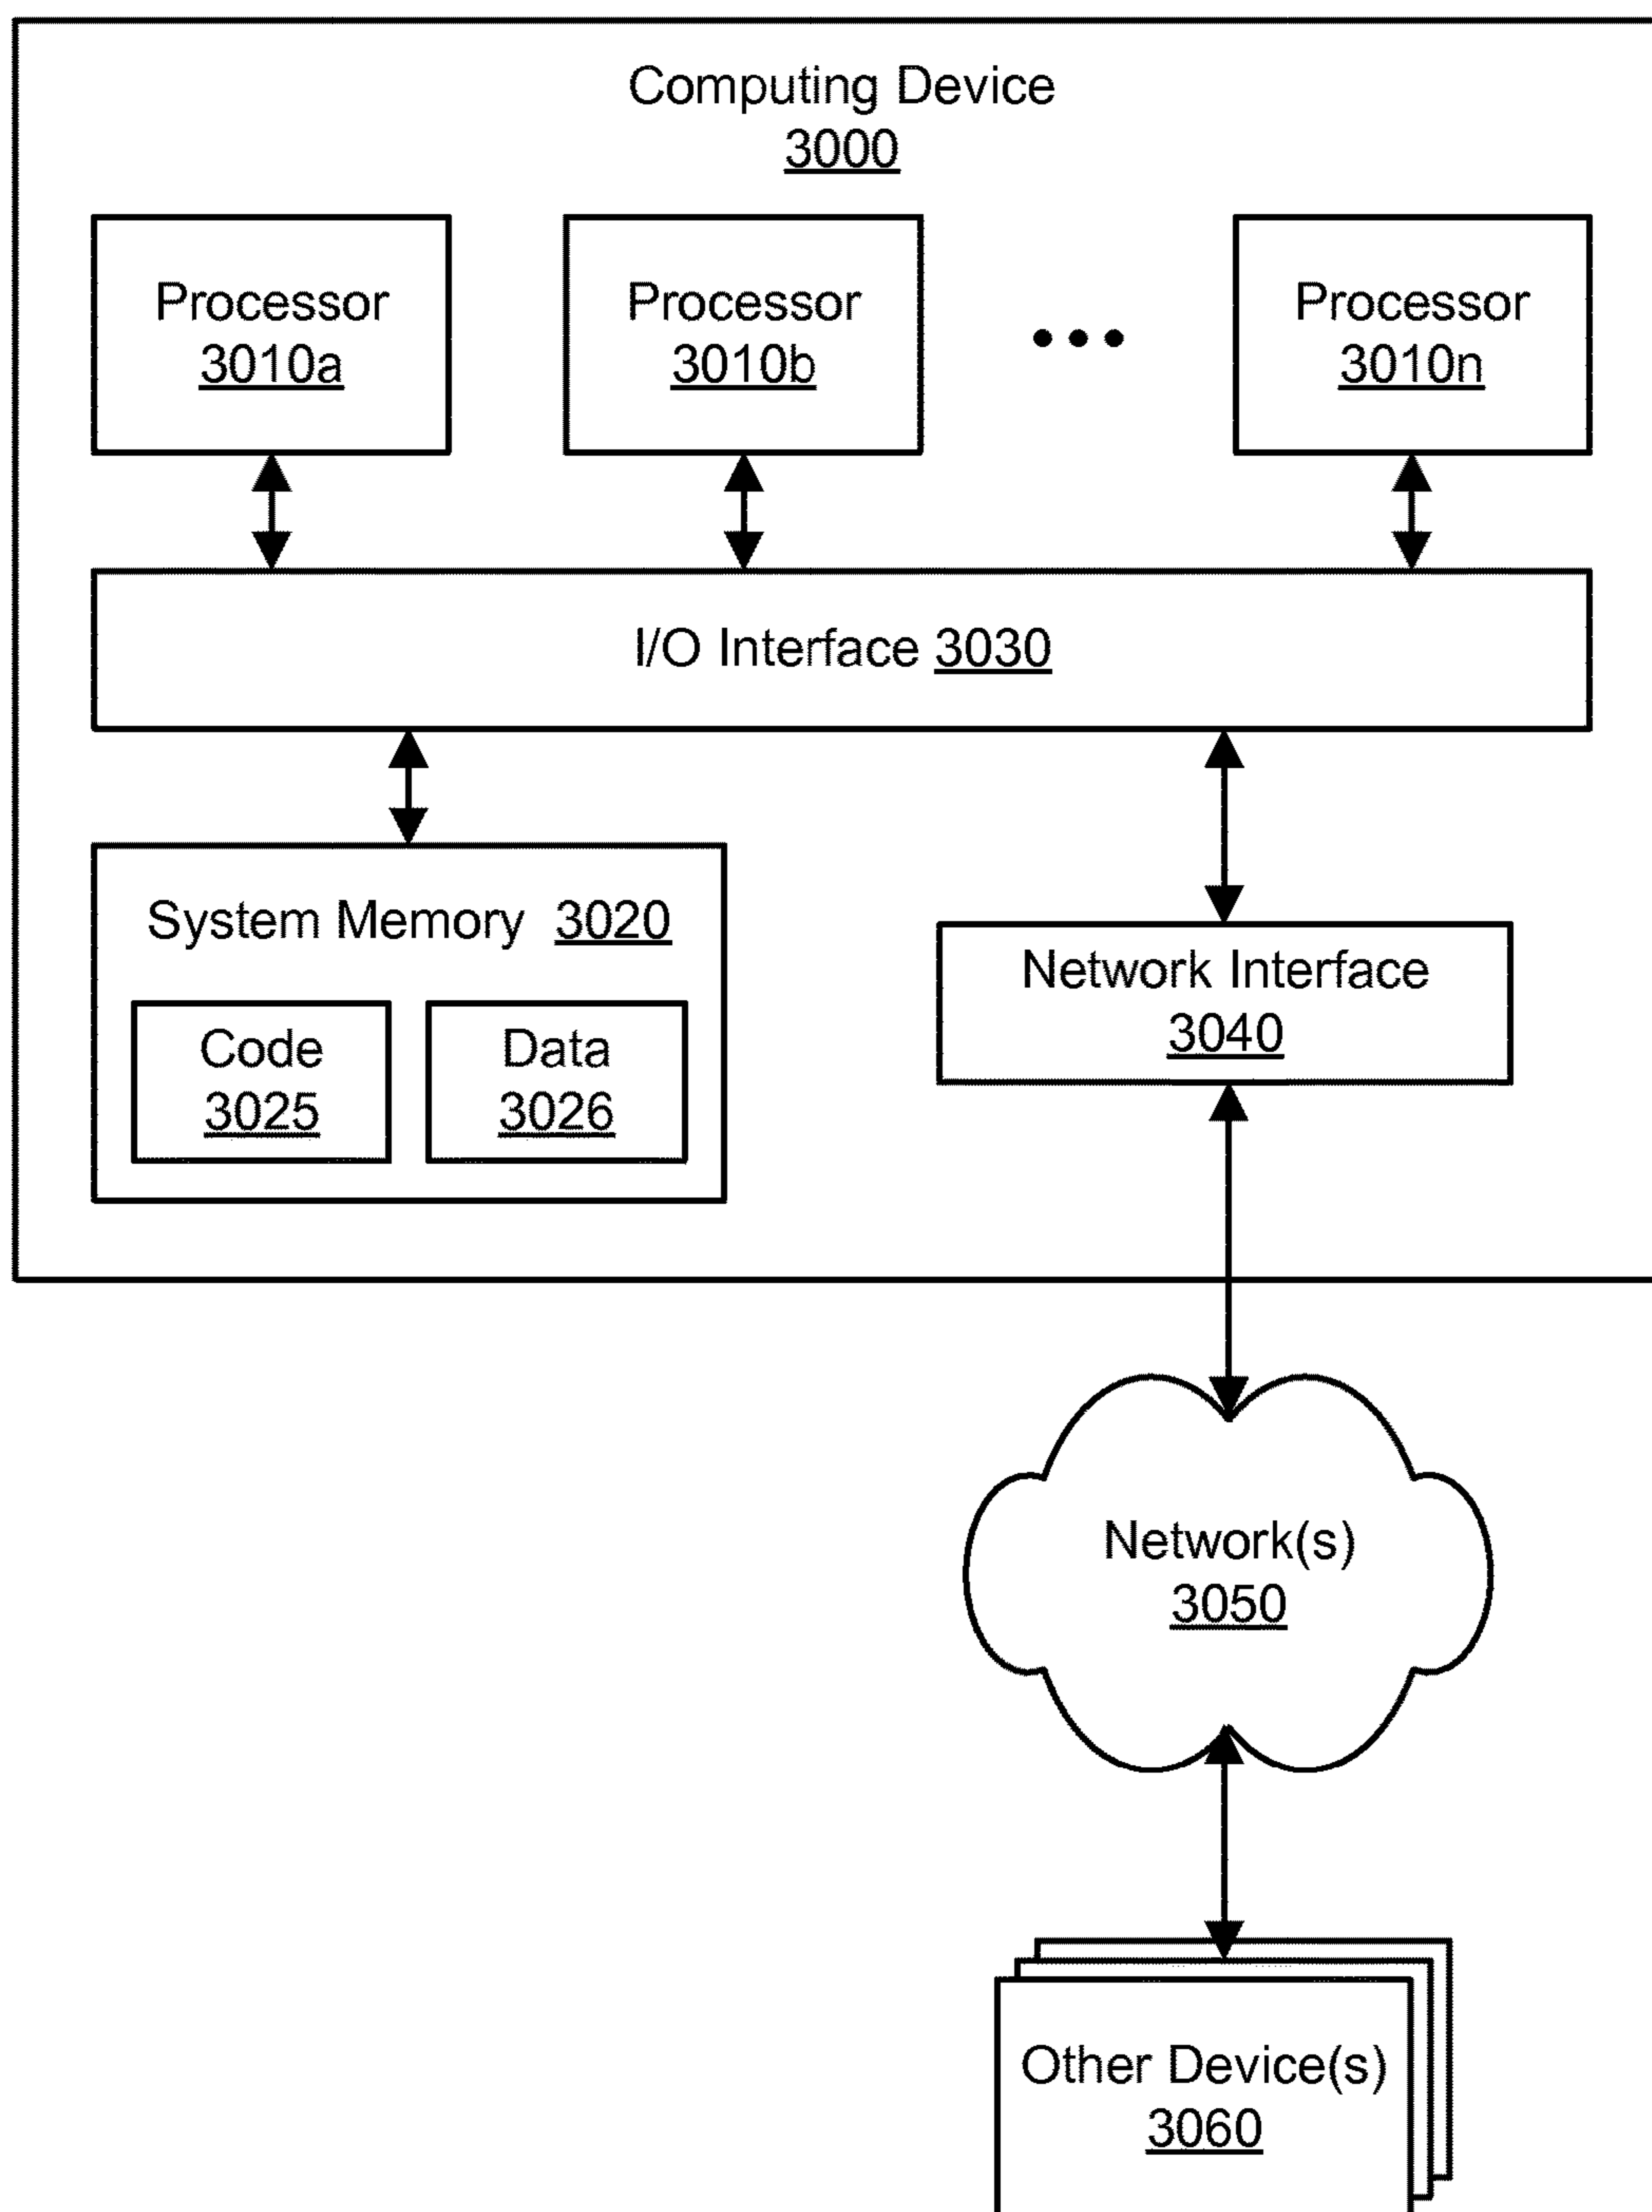 Computing Device
3000
Processor
3010a
Processor
3010b
Processor
3010n
I/O Interface 3030
System Memory 3020
Code
3025
Data
3026
Network Interface
3040
Network(s)
3050
Other Device(s)
3060